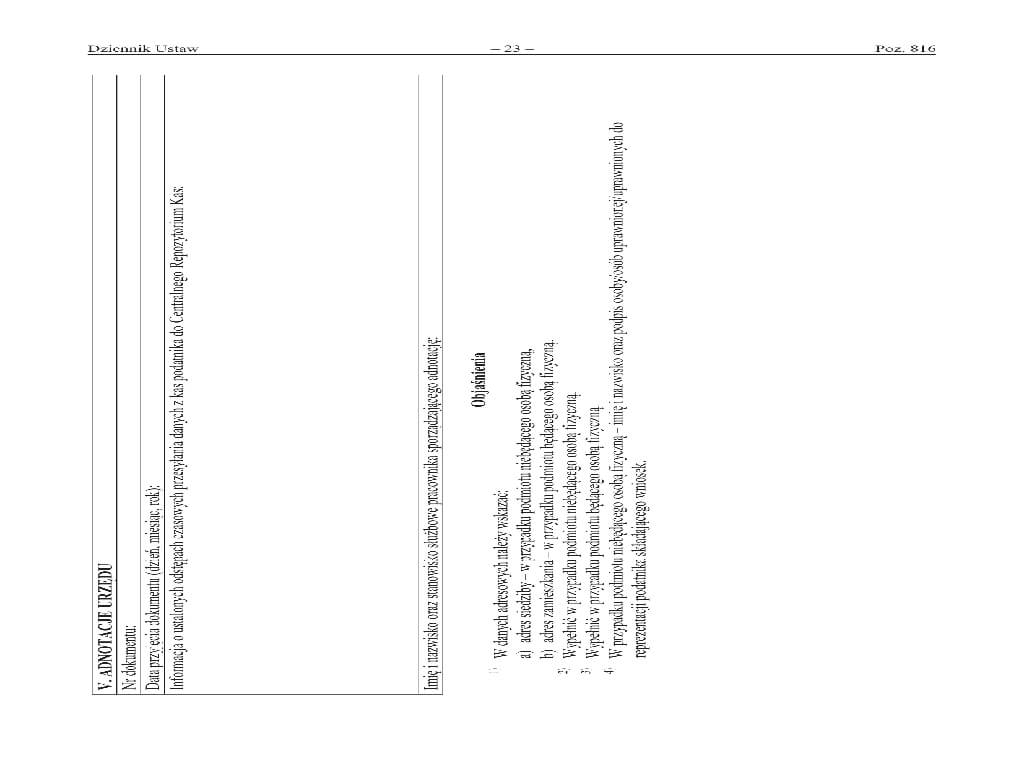 Dziennik Ustaw – 23 – Poz. 816
V. ADNOTACJE URZĘDU
Nr dokumentu:
Data przyjęcia dokumentu (dzień, miesiąc, rok):
Informacja o ustalonych odstępach czasowych przesyłania danych z kas podatnika do Centralnego Repozytorium Kas:
Imię i nazwisko oraz stanowisko służbowe pracownika sporządzającego adnotację:
Objaśnienia
1) W danych adresowych należy wskazać:
a) adres siedziby – w przypadku podmiotu niebędącego osobą fizyczną,
b) adres zamieszkania – w przypadku podmiotu będącego osobą fizyczną.
2) Wypełnić w przypadku podmiotu niebędącego osobą fizyczną.
3) Wypełnić w przypadku podmiotu będącego osobą fizyczną.
4) W przypadku podmiotu niebędącego osobą fizyczną – imię i nazwisko oraz podpis osoby/osób uprawnionej/uprawnionych do
reprezentacji podatnika składającego wniosek.